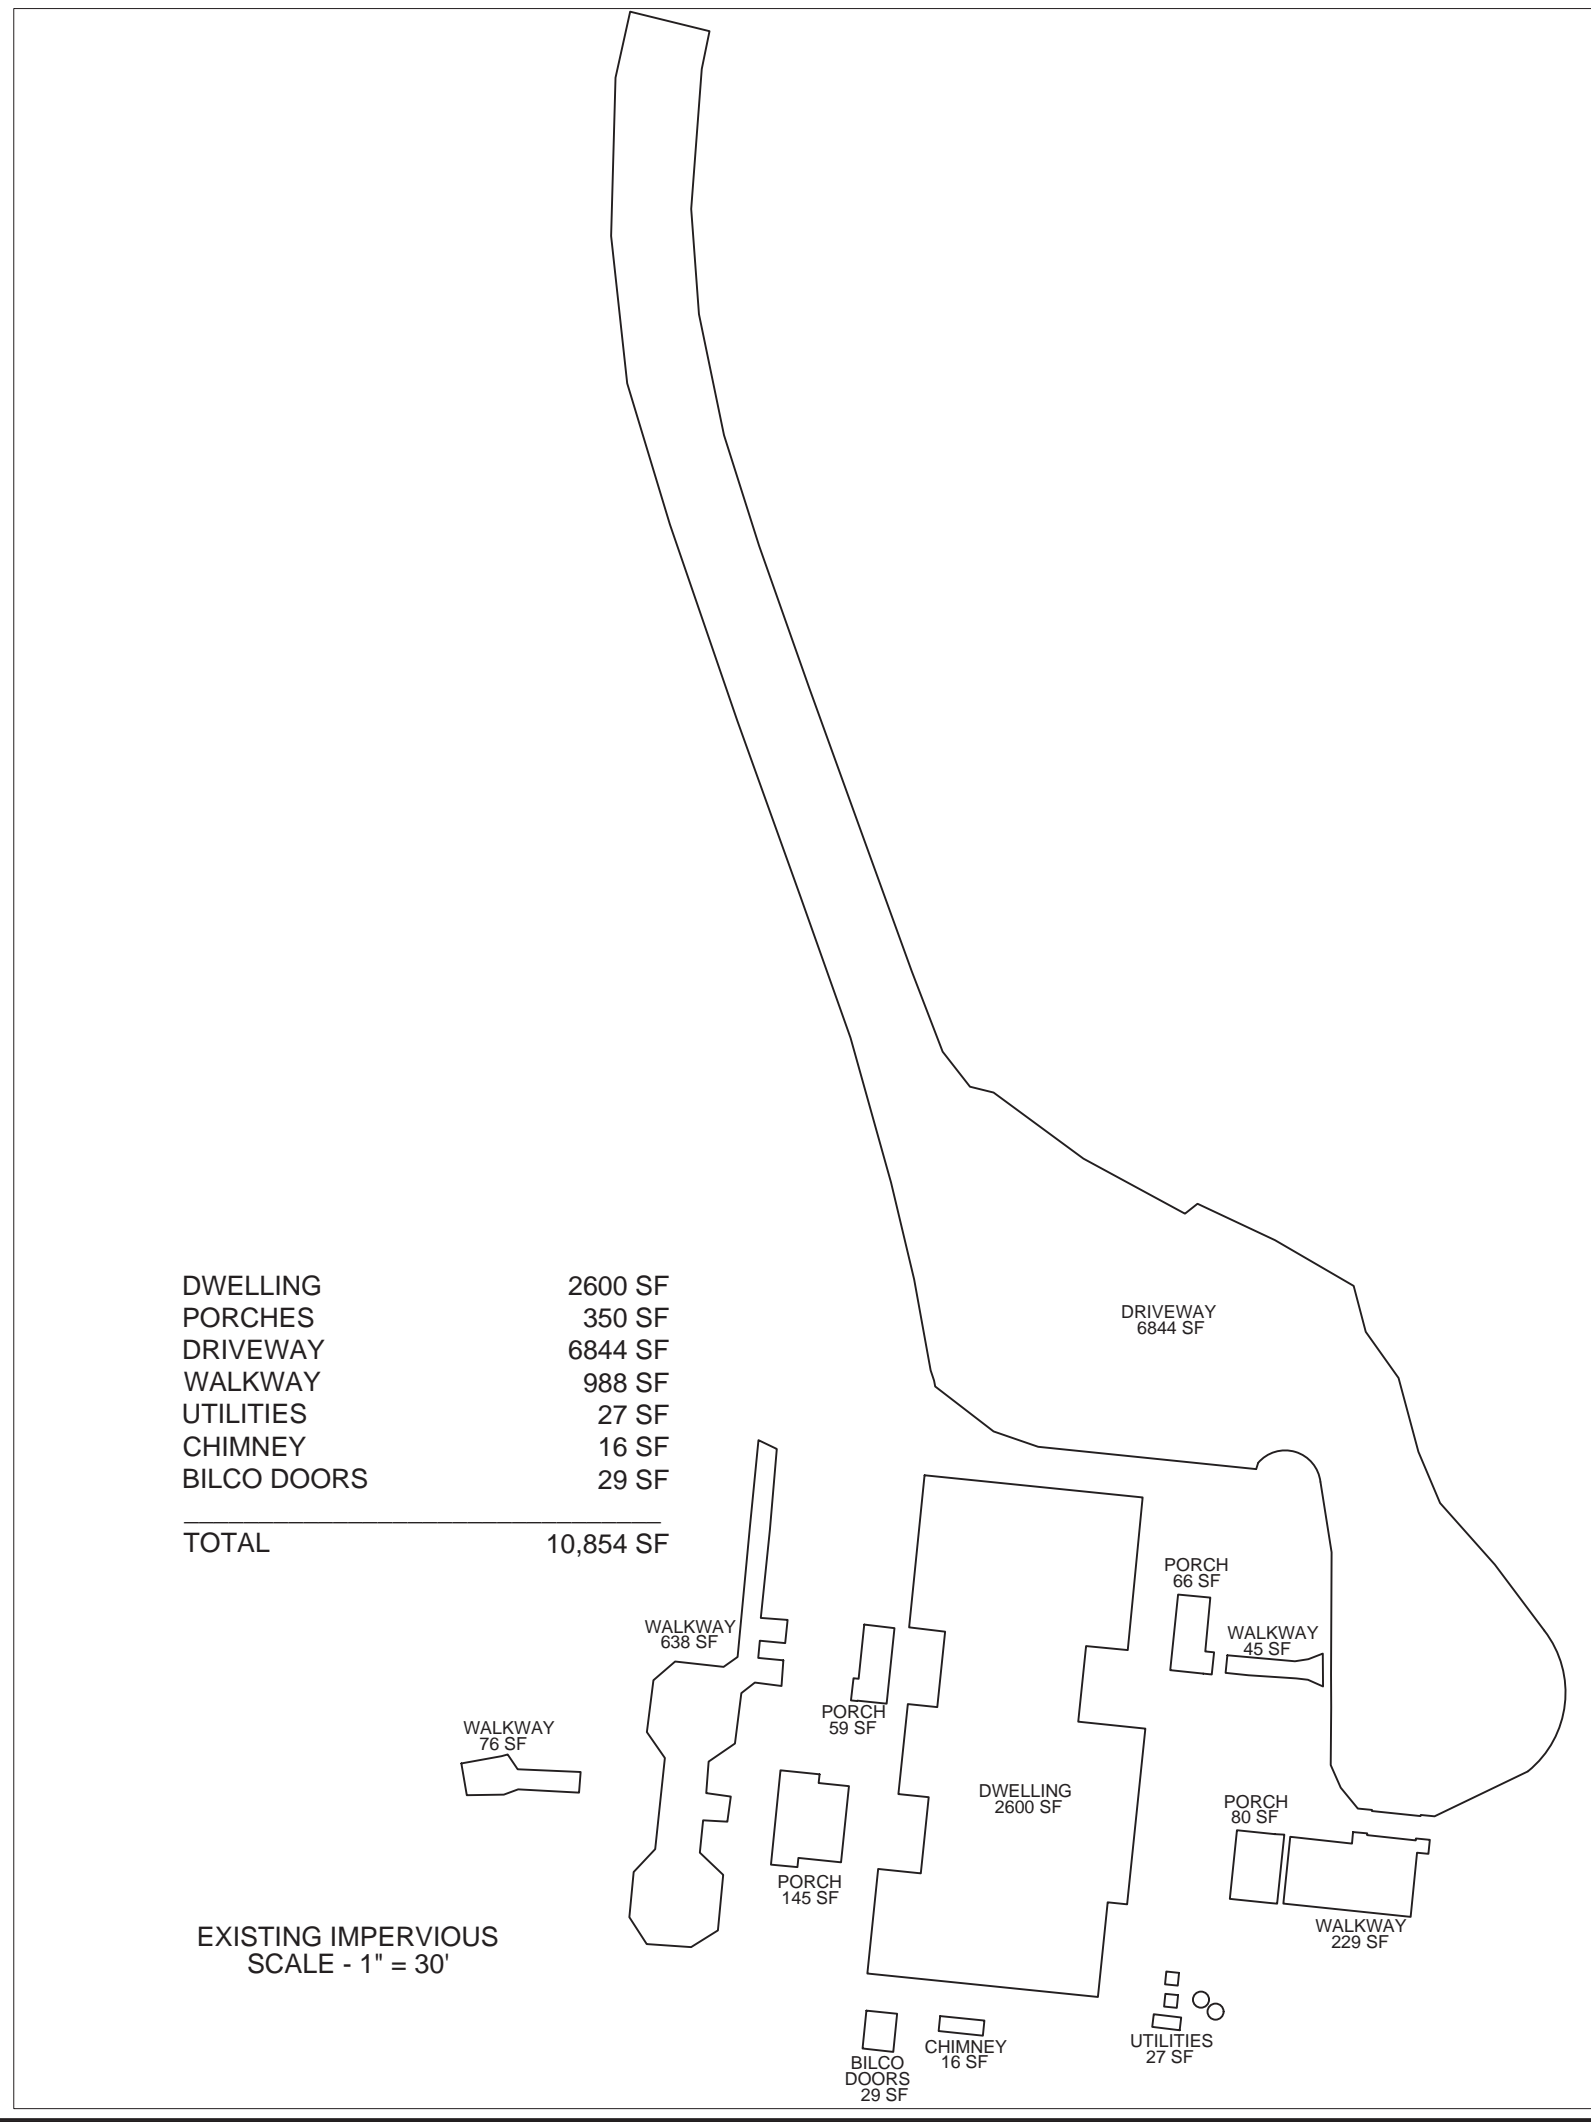 DRIVEWAY
6844 SF
DWELLING 2600 SF
PORCHES 350 SF
DRIVEWAY 6844 SF
WALKWAY 988 SF
UTILITIES 27 SF
CHIMNEY 16 SF
BILCO DOORS 29 SF
TOTAL 10,854 SF
PORCH
66 SF
WALKWAY
638 SF
WALKWAY
45 SF
PORCH
59 SF
WALKWAY
76 SF
DWELLING
2600 SF
PORCH
80 SF
PORCH
145 SF
WALKWAY
229 SF
EXISTING IMPERVIOUS
SCALE - 1" = 30'
UTILITIES
27 SF
CHIMNEY
16 SF
BILCO
DOORS
29 SF